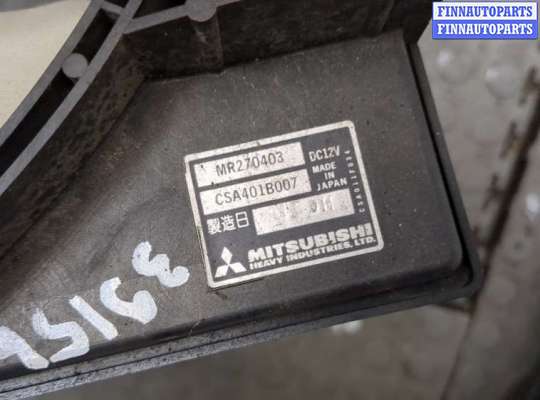 FINNAUTOPARTS
FINNAUTOPARTS
MR270403 DC12V
CSA401B007 MADE IN JAPAN
製造日
MITSUBISHI
HEAVY INDUSTRIES, LTD.